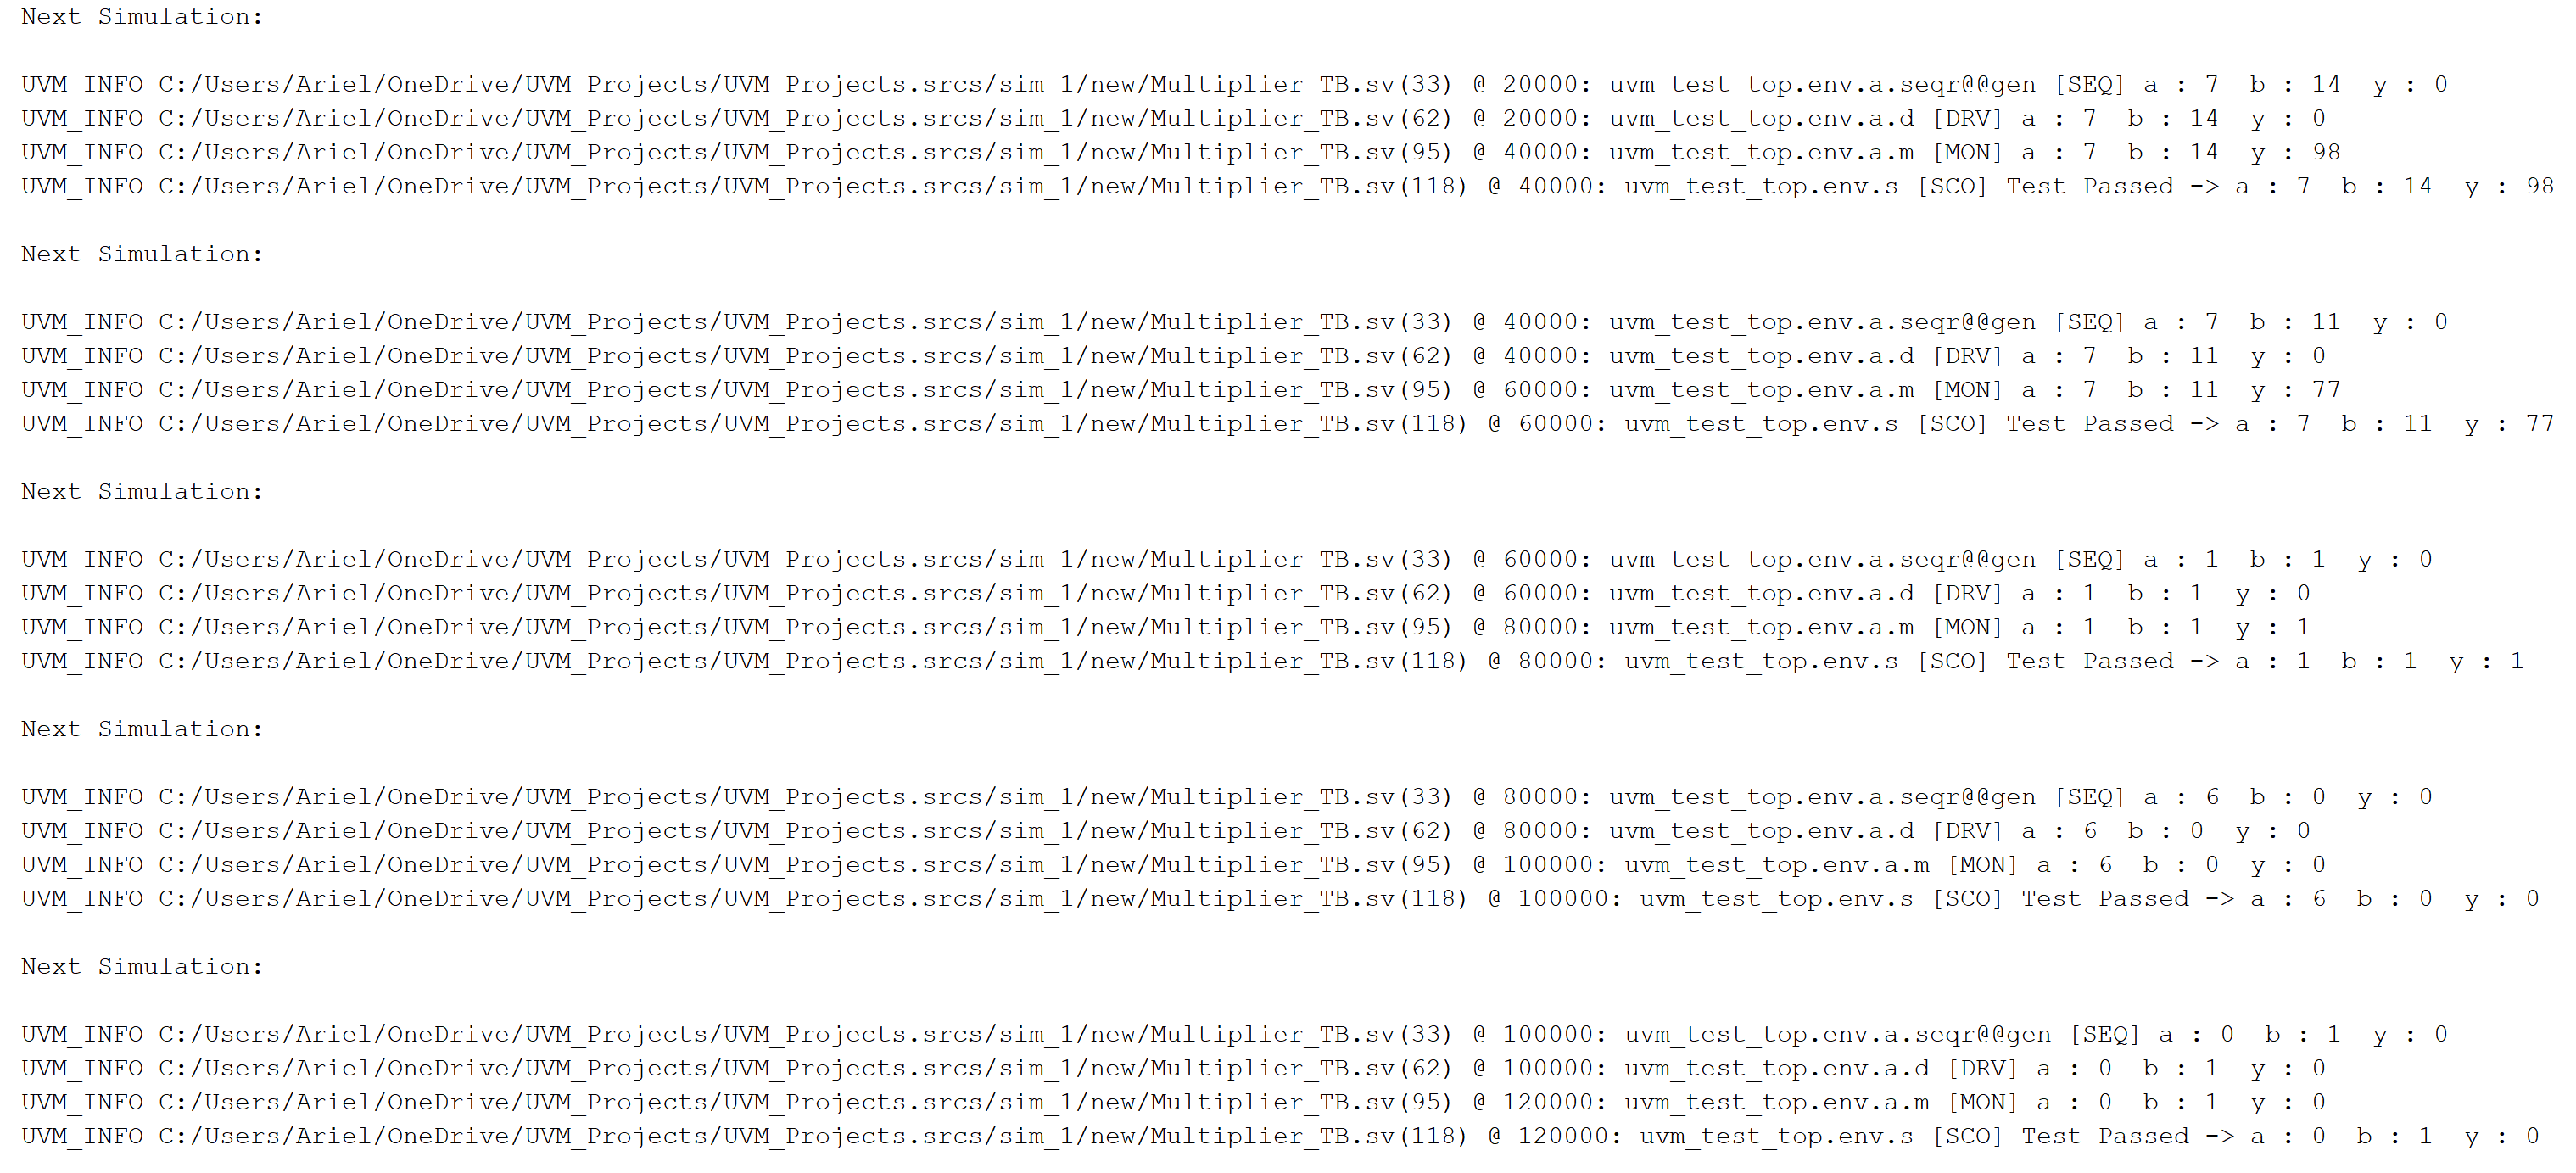 Next Simulation:
UVM_INFO C:/Users/Ariel/OneDrive/UVM_Projects/UVM_Projects.srcs/sim_1/new/Multiplier_TB.sv(33) @ 20000: uvm_test_top.env.a.seqr@@gen [SEQ] a : 7  b : 14  y : 0
UVM_INFO C:/Users/Ariel/OneDrive/UVM_Projects/UVM_Projects.srcs/sim_1/new/Multiplier_TB.sv(62) @ 20000: uvm_test_top.env.a.d [DRV] a : 7  b : 14  y : 0
UVM_INFO C:/Users/Ariel/OneDrive/UVM_Projects/UVM_Projects.srcs/sim_1/new/Multiplier_TB.sv(95) @ 40000: uvm_test_top.env.a.m [MON] a : 7  b : 14  y : 98
UVM_INFO C:/Users/Ariel/OneDrive/UVM_Projects/UVM_Projects.srcs/sim_1/new/Multiplier_TB.sv(118) @ 40000: uvm_test_top.env.s [SCO] Test Passed -> a : 7  b : 14  y : 98
Next Simulation:
UVM_INFO C:/Users/Ariel/OneDrive/UVM_Projects/UVM_Projects.srcs/sim_1/new/Multiplier_TB.sv(33) @ 40000: uvm_test_top.env.a.seqr@@gen [SEQ] a : 7  b : 11  y : 0
UVM_INFO C:/Users/Ariel/OneDrive/UVM_Projects/UVM_Projects.srcs/sim_1/new/Multiplier_TB.sv(62) @ 40000: uvm_test_top.env.a.d [DRV] a : 7  b : 11  y : 0
UVM_INFO C:/Users/Ariel/OneDrive/UVM_Projects/UVM_Projects.srcs/sim_1/new/Multiplier_TB.sv(95) @ 60000: uvm_test_top.env.a.m [MON] a : 7  b : 11  y : 77
UVM_INFO C:/Users/Ariel/OneDrive/UVM_Projects/UVM_Projects.srcs/sim_1/new/Multiplier_TB.sv(118) @ 60000: uvm_test_top.env.s [SCO] Test Passed -> a : 7  b : 11  y : 77
Next Simulation:
UVM_INFO C:/Users/Ariel/OneDrive/UVM_Projects/UVM_Projects.srcs/sim_1/new/Multiplier_TB.sv(33) @ 60000: uvm_test_top.env.a.seqr@@gen [SEQ] a : 1  b : 1  y : 0
UVM_INFO C:/Users/Ariel/OneDrive/UVM_Projects/UVM_Projects.srcs/sim_1/new/Multiplier_TB.sv(62) @ 60000: uvm_test_top.env.a.d [DRV] a : 1  b : 1  y : 0
UVM_INFO C:/Users/Ariel/OneDrive/UVM_Projects/UVM_Projects.srcs/sim_1/new/Multiplier_TB.sv(95) @ 80000: uvm_test_top.env.a.m [MON] a : 1  b : 1  y : 1
UVM_INFO C:/Users/Ariel/OneDrive/UVM_Projects/UVM_Projects.srcs/sim_1/new/Multiplier_TB.sv(118) @ 80000: uvm_test_top.env.s [SCO] Test Passed -> a : 1  b : 1  y : 1
Next Simulation:
UVM_INFO C:/Users/Ariel/OneDrive/UVM_Projects/UVM_Projects.srcs/sim_1/new/Multiplier_TB.sv(33) @ 80000: uvm_test_top.env.a.seqr@@gen [SEQ] a : 6  b : 0  y : 0
UVM_INFO C:/Users/Ariel/OneDrive/UVM_Projects/UVM_Projects.srcs/sim_1/new/Multiplier_TB.sv(62) @ 80000: uvm_test_top.env.a.d [DRV] a : 6  b : 0  y : 0
UVM_INFO C:/Users/Ariel/OneDrive/UVM_Projects/UVM_Projects.srcs/sim_1/new/Multiplier_TB.sv(95) @ 100000: uvm_test_top.env.a.m [MON] a : 6  b : 0  y : 0
UVM_INFO C:/Users/Ariel/OneDrive/UVM_Projects/UVM_Projects.srcs/sim_1/new/Multiplier_TB.sv(118) @ 100000: uvm_test_top.env.s [SCO] Test Passed -> a : 6  b : 0  y : 0
Next Simulation:
UVM_INFO C:/Users/Ariel/OneDrive/UVM_Projects/UVM_Projects.srcs/sim_1/new/Multiplier_TB.sv(33) @ 100000: uvm_test_top.env.a.seqr@@gen [SEQ] a : 0  b : 1  y : 0
UVM_INFO C:/Users/Ariel/OneDrive/UVM_Projects/UVM_Projects.srcs/sim_1/new/Multiplier_TB.sv(62) @ 100000: uvm_test_top.env.a.d [DRV] a : 0  b : 1  y : 0
UVM_INFO C:/Users/Ariel/OneDrive/UVM_Projects/UVM_Projects.srcs/sim_1/new/Multiplier_TB.sv(95) @ 120000: uvm_test_top.env.a.m [MON] a : 0  b : 1  y : 0
UVM_INFO C:/Users/Ariel/OneDrive/UVM_Projects/UVM_Projects.srcs/sim_1/new/Multiplier_TB.sv(118) @ 120000: uvm_test_top.env.s [SCO] Test Passed -> a : 0  b : 1  y : 0